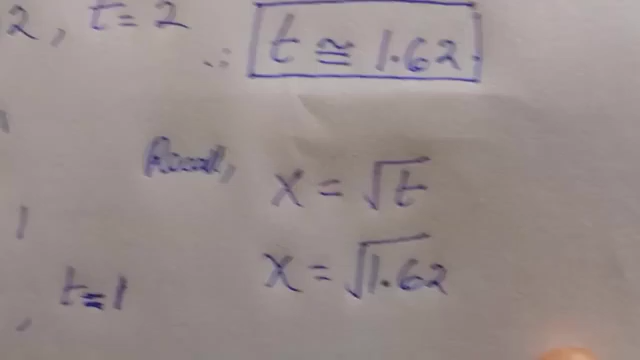 2, t = 2
∴ t ≅ 1.62
Recall,
x = √t
x = √1.62
t = 1